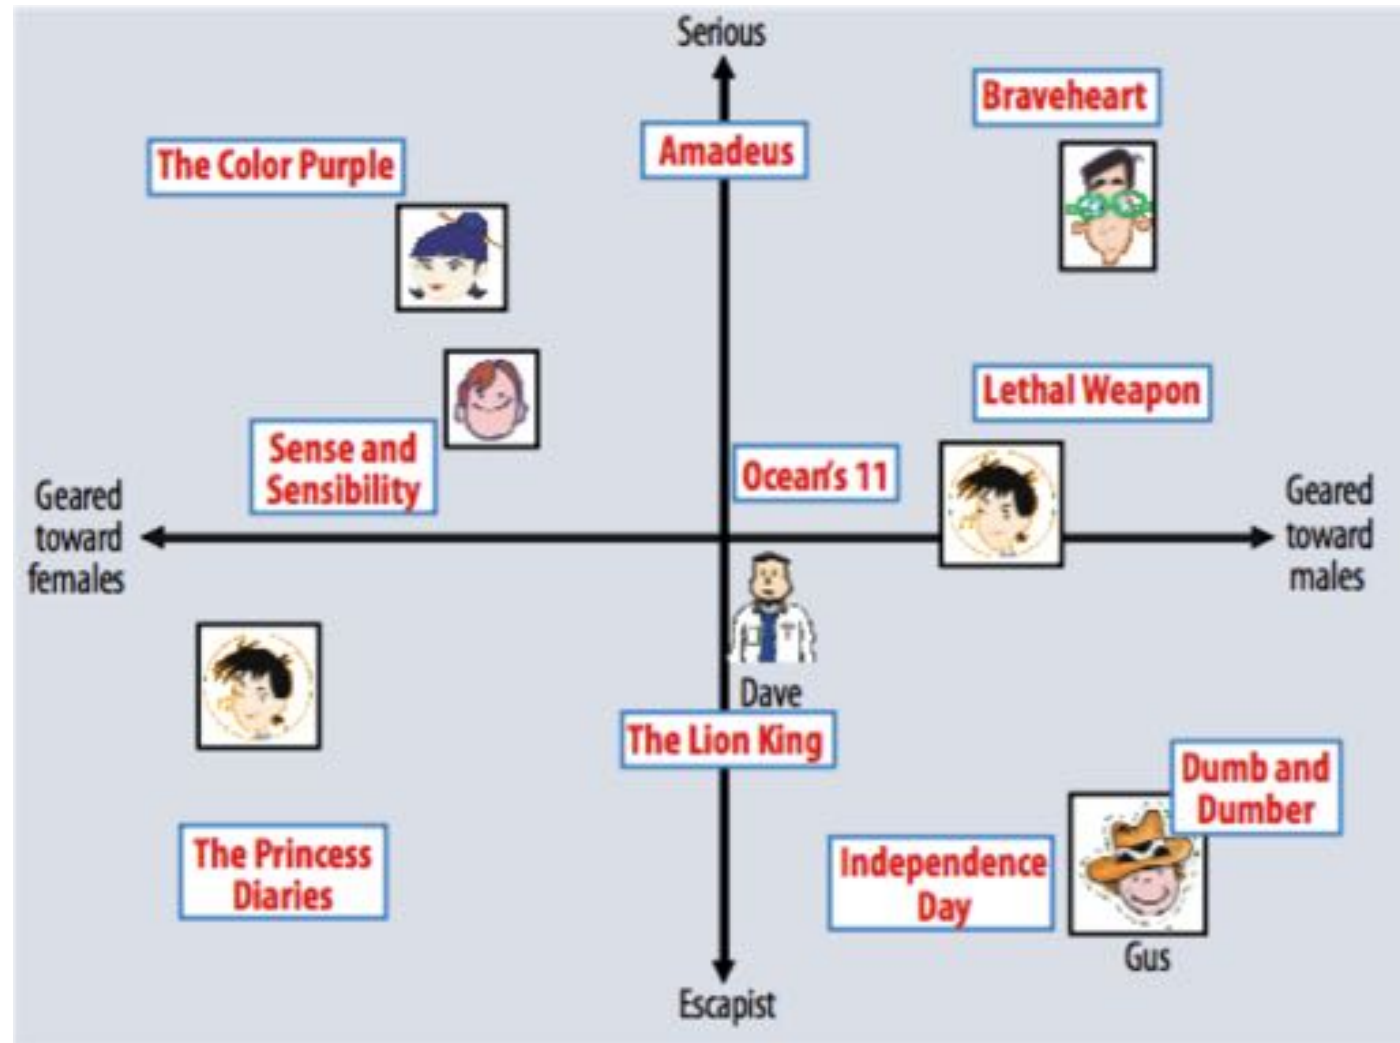 Serious
Braveheart
The Color Purple
Amadeus
Lethal Weapon
Sense and
Sensibility
Ocean's 11
Geared
toward
females
Geared
toward
males
Dave
The Lion King
Dumb and
Dumber
The Princess
Diaries
Independence
Day
Gus
Escapist